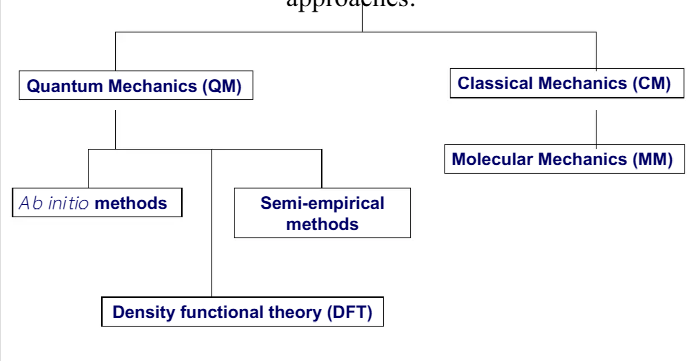 approaches:
Quantum Mechanics (QM)
Classical Mechanics (CM)
Molecular Mechanics (MM)
Ab initio methods
Semi-empirical
methods
Density functional theory (DFT)